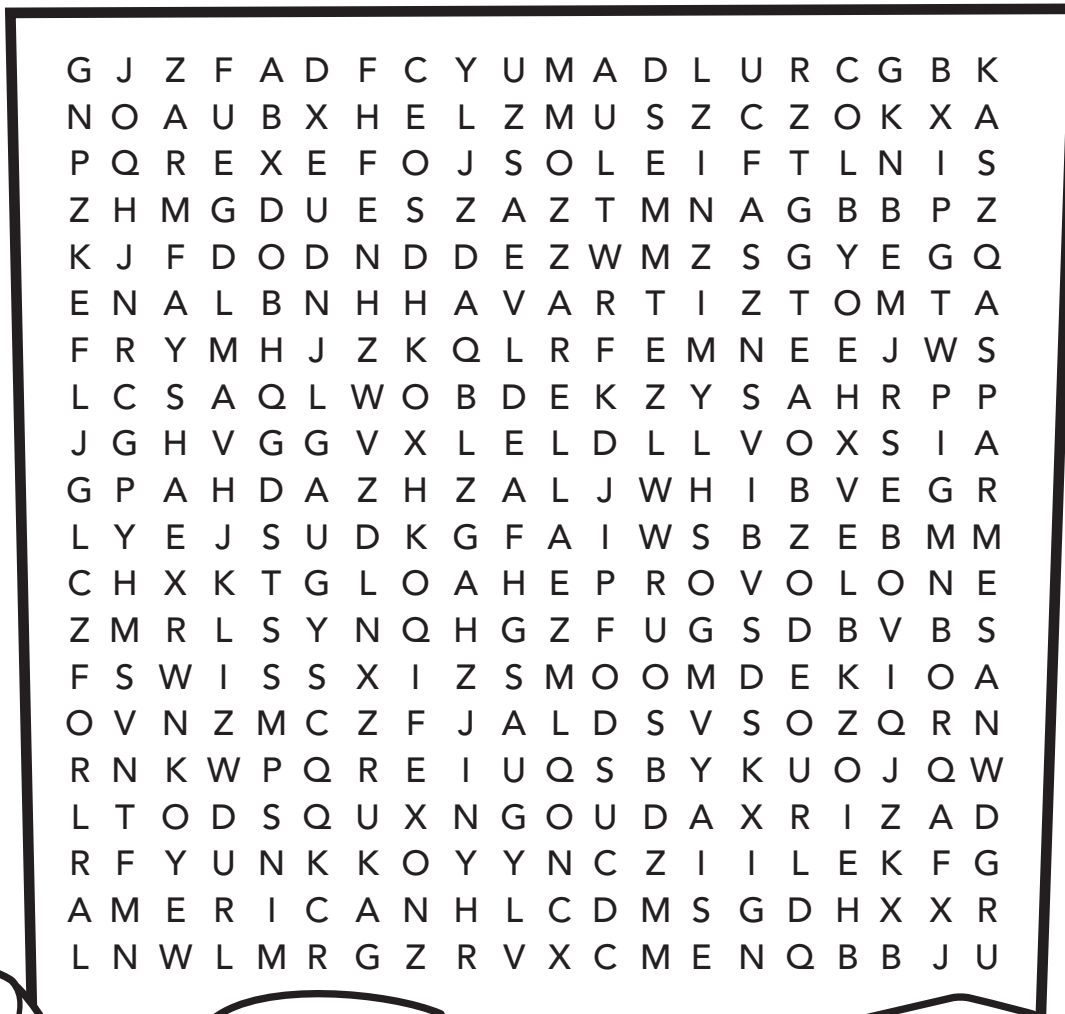 G J Z F A D F C Y U M A D L U R C G B K
N O A U B X H E L Z M U S Z C Z O K X A
P Q R E X E F O J S O L E I F T L N I S
Z H M G D U E S Z A Z T M N A G B B P Z
K J F D O D N D D E Z W M Z S G Y E G Q
E N A L B N H H A V A R T I Z T O M T A
F R Y M H J Z K Q L R F E M N E E J W S
L C S A Q L W O B D E K Z Y S A H R P P
J G H V G G V X L E L D L L V O X S I A
G P A H D A Z H Z A L J W H I B V E G R
L Y E J S U D K G F A I W S B Z E B M M
C H X K T G L O A H E P R O V O L O N E
Z M R L S Y N Q H G Z F U G S D B V B S
F S W I S S X I Z S M O O M D E K I O A
O V N Z M C Z F J A L D S V S O Z Q R N
R N K W P Q R E I U Q S B Y K U O J Q W
L T O D S Q U X N G O U D A X R I Z A D
R F Y U N K K O Y Y N C Z I I L E K F G
A M E R I C A N H L C D M S G D H X X R
L N W L M R G Z R V X C M E N Q B B J U